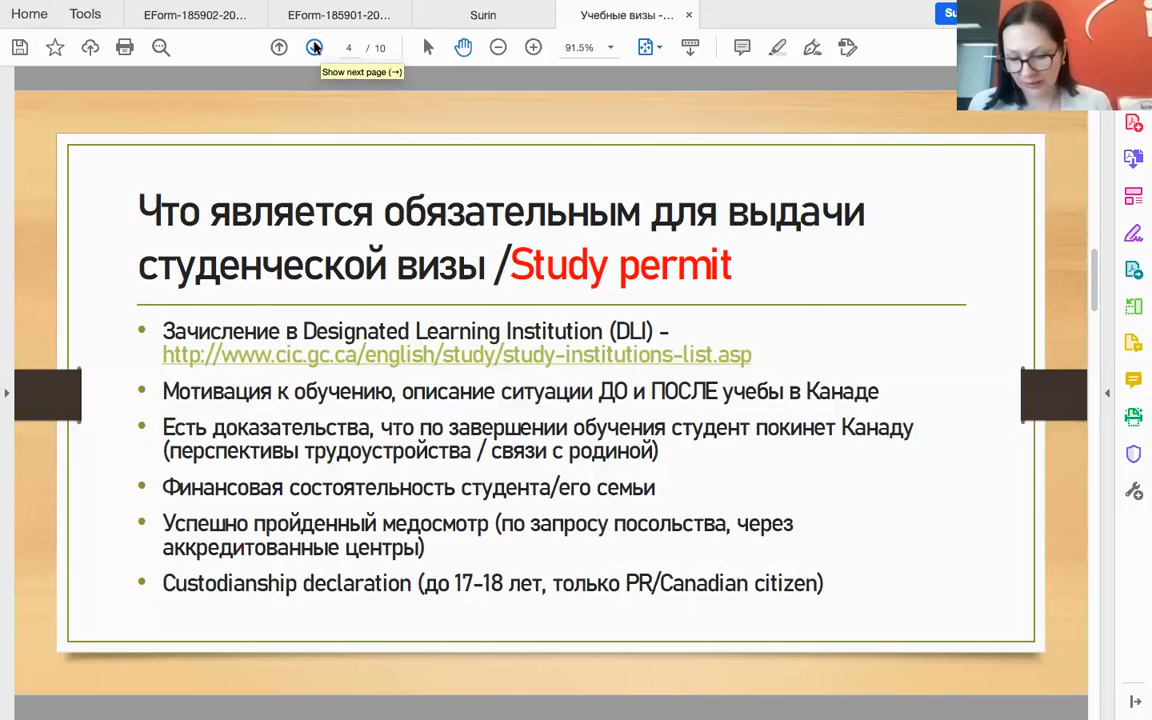 Home
Tools
EForm-185902-20...
EForm-185901-20...
Surin
Учебные визы -...
Su
4 / 10
91.5%
Show next page (→)
Что является обязательным для выдачи
студенческой визы /Study permit
Зачисление в Designated Learning Institution (DLI) -
http://www.cic.gc.ca/english/study/study-institutions-list.asp
Мотивация к обучению, описание ситуации ДО и ПОСЛЕ учебы в Канаде
Есть доказательства, что по завершении обучения студент покинет Канаду
(перспективы трудоустройства / связи с родиной)
Финансовая состоятельность студента/его семьи
Успешно пройденный медосмотр (по запросу посольства, через
аккредитованные центры)
Custodianship declaration (до 17-18 лет, только PR/Canadian citizen)